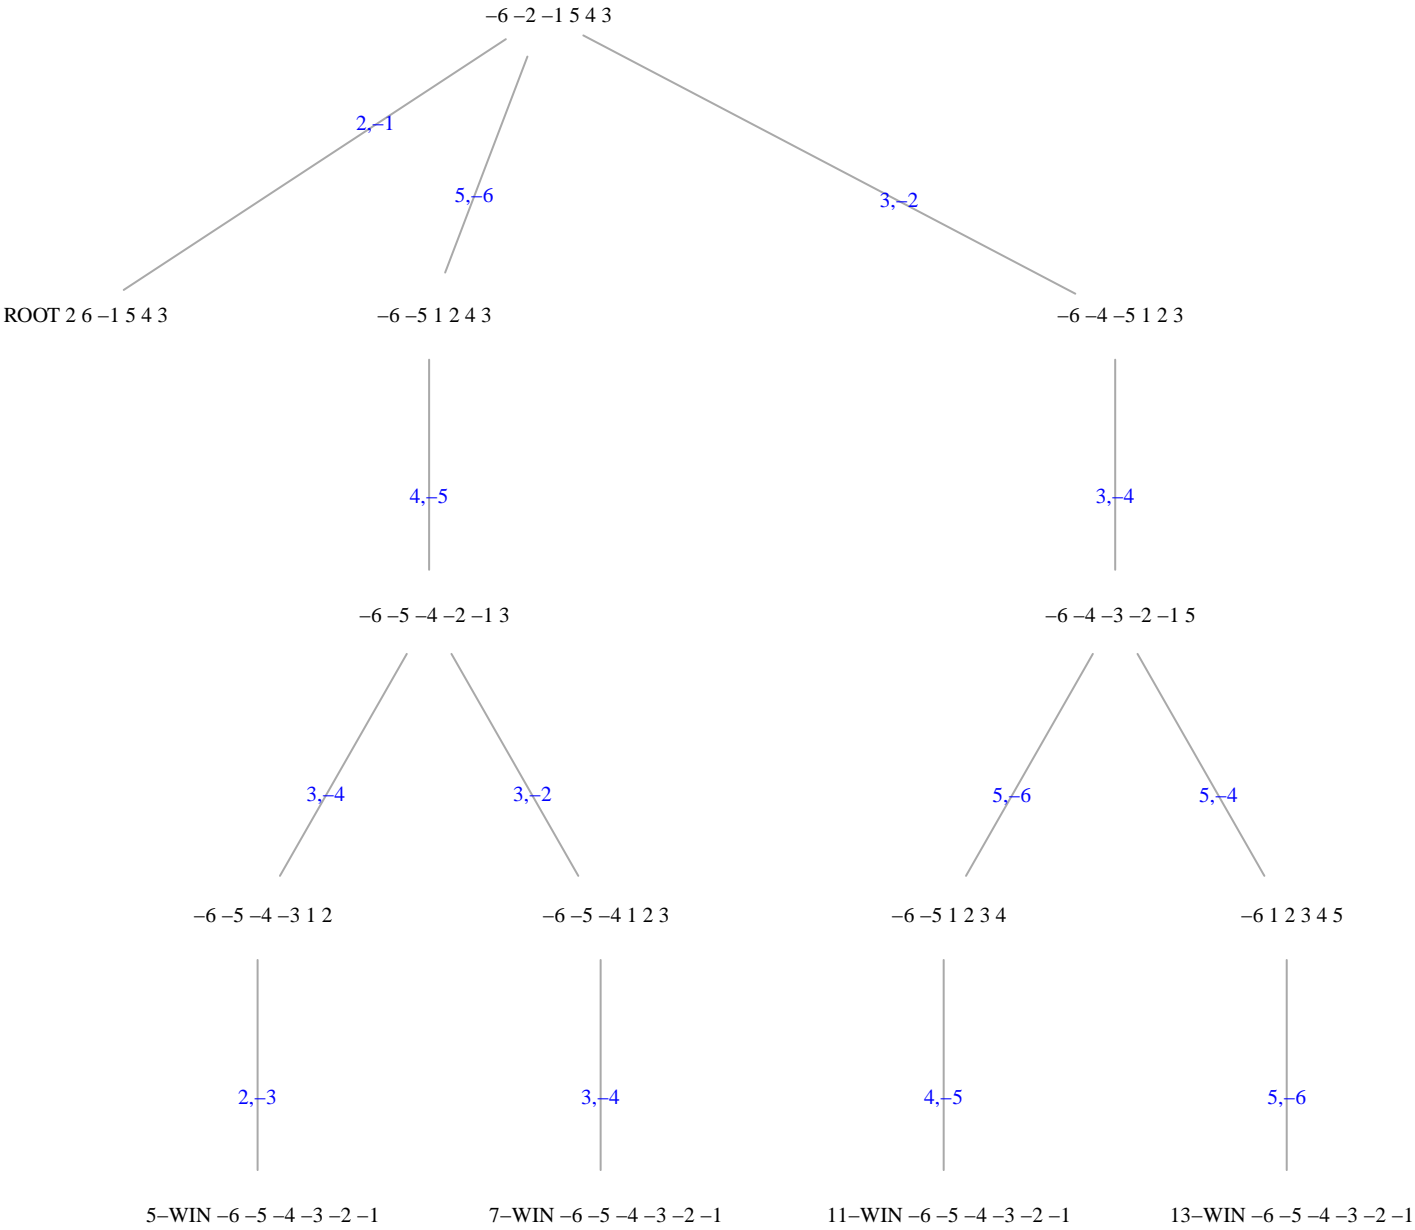 –6 –2 –1 5 4 3
2,–1
5,–6
3,–2
ROOT 2 6 –1 5 4 3
–6 –5 1 2 4 3
–6 –4 –5 1 2 3
4,–5
3,–4
–6 –5 –4 –2 –1 3
–6 –4 –3 –2 –1 5
3,–4
3,–2
5,–6
5,–4
–6 –5 –4 –3 1 2
–6 –5 –4 1 2 3
–6 –5 1 2 3 4
–6 1 2 3 4 5
2,–3
3,–4
4,–5
5,–6
5–WIN –6 –5 –4 –3 –2 –1
7–WIN –6 –5 –4 –3 –2 –1
11–WIN –6 –5 –4 –3 –2 –1
13–WIN –6 –5 –4 –3 –2 –1